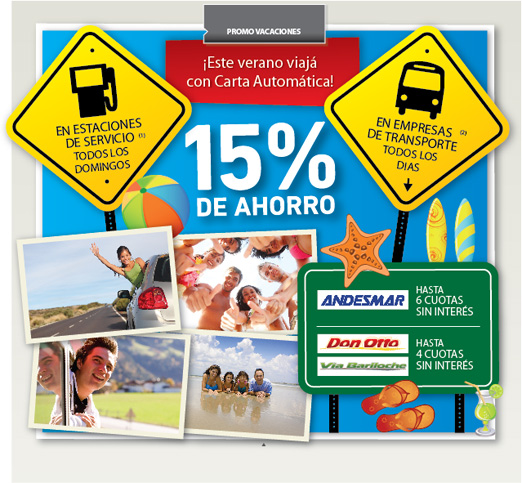 PROMO VACACIONES
¡Este verano viajá
con Carta Automática!
EN ESTACIONES
DE SERVICIO (1)
TODOS LOS
DOMINGOS
EN EMPRESAS (2)
DE TRANSPORTE
TODOS LOS
DIAS
15%
DE AHORRO
ANDESMAR
HASTA
6 CUOTAS
SIN INTERÉS
Don Otto
Via Bariloche
HASTA
4 CUOTAS
SIN INTERÉS